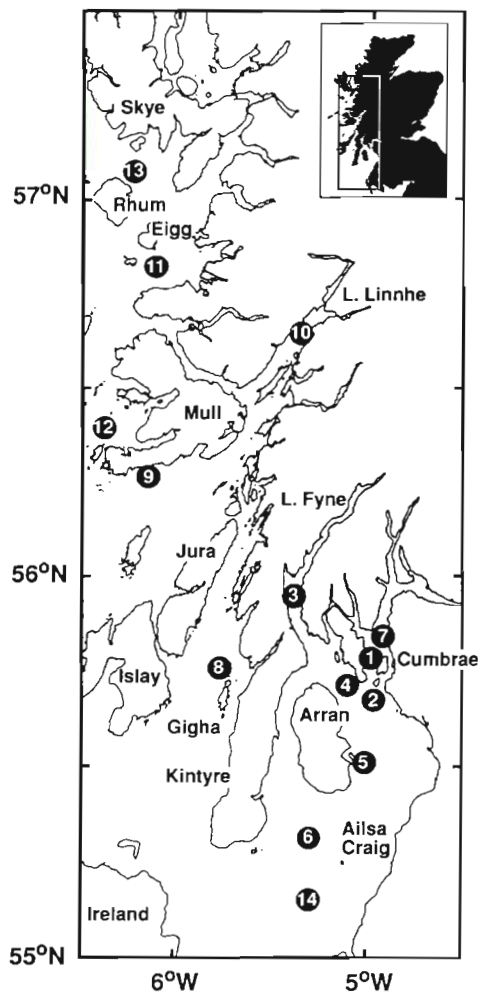 Skye
13
57°N
Rhum
Eigg
11
L. Linnhe
10
Mull
12
9
L. Fyne
Jura
56°N
3
7
1
Cumbrae
8
Islay
4
2
Gigha
Arran
Kintyre
5
6
Ailsa
Craig
14
Ireland
55°N
6°W
5°W